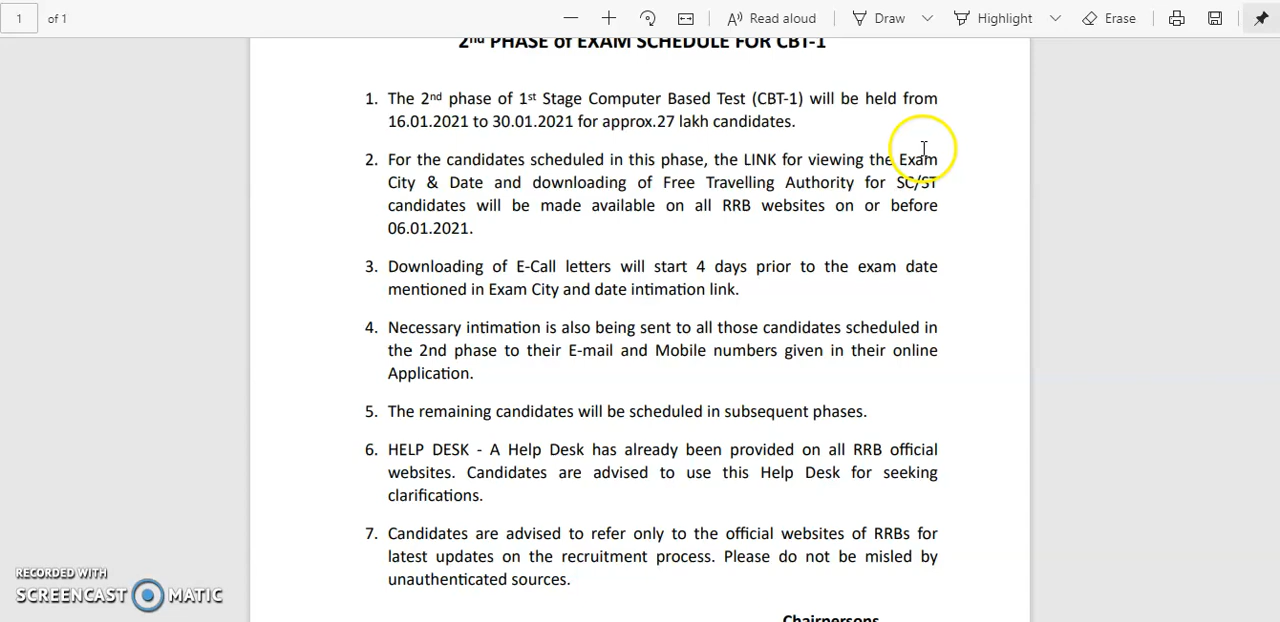 1 of 1 Read aloud Draw Highlight Erase
2nd PHASE of EXAM SCHEDULE FOR CBT-1
1. The 2nd phase of 1st Stage Computer Based Test (CBT-1) will be held from
16.01.2021 to 30.01.2021 for approx.27 lakh candidates.
2. For the candidates scheduled in this phase, the LINK for viewing the Exam
City & Date and downloading of Free Travelling Authority for SC/ST
candidates will be made available on all RRB websites on or before
06.01.2021.
3. Downloading of E-Call letters will start 4 days prior to the exam date
mentioned in Exam City and date intimation link.
4. Necessary intimation is also being sent to all those candidates scheduled in
the 2nd phase to their E-mail and Mobile numbers given in their online
Application.
5. The remaining candidates will be scheduled in subsequent phases.
6. HELP DESK - A Help Desk has already been provided on all RRB official
websites. Candidates are advised to use this Help Desk for seeking
clarifications.
7. Candidates are advised to refer only to the official websites of RRBs for
latest updates on the recruitment process. Please do not be misled by
unauthenticated sources.
Chairpersons
RECORDED WITH
SCREENCAST MATIC